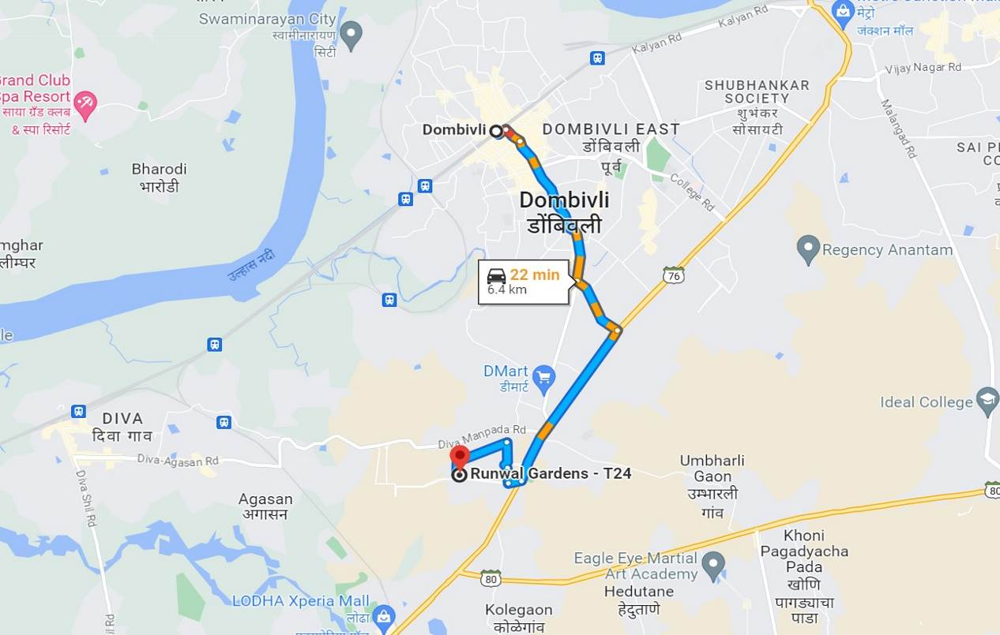 Swaminarayan City
स्वामीनारायण
सिटी
मेट्रो
जंक्शन मॉल
Kalyan Rd
Kalyan Rd
Vijay Nagar Rd
Grand Club
Spa Resort
साया ग्रँड क्लब
& स्पा रिसोर्ट
SHUBHANKAR
SOCIETY
शुभंकर
सोसायटी
Malangad Rd
Dombivli
DOMBIVLI EAST
डोंबिवली
पूर्व
Bharodi
भारोडी
College Rd
Dombivli
डोंबिवली
उल्हास नदी
Regency Anantam
22 min
6.4 km
76
DMart
डीमार्ट
Ideal College
DIVA
दिवा गाव
Diva Manpada Rd
Diva-Agasan Rd
Runwal Gardens - T24
Umbharli
Gaon
उम्भारली
गांव
80
Diva Shil Rd
Agasan
अगासन
Khoni
Pagadyacha
Pada
खोणि
पागड्याचा
पाडा
Eagle Eye Martial
Art Academy
80
Hedutane
हेदुताणे
LODHA Xperia Mall
लोढा
Kolegaon
कोळेगांव